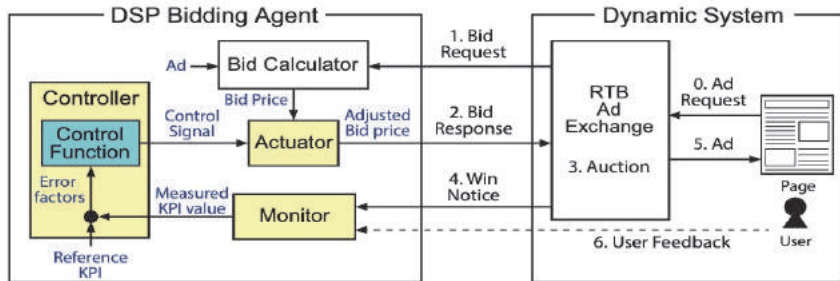 DSP Bidding Agent
Dynamic System
1. Bid
Request
Ad
Bid Calculator
RTB
Ad
Exchange
0. Ad
Request
Controller
Bid Price
Control
Signal
Adjusted
Bid price
2. Bid
Response
Control
Function
Actuator
3. Auction
5. Ad
Error
factors
Measured
KPI value
Monitor
4. Win
Notice
Page
6. User Feedback
User
Reference
KPI